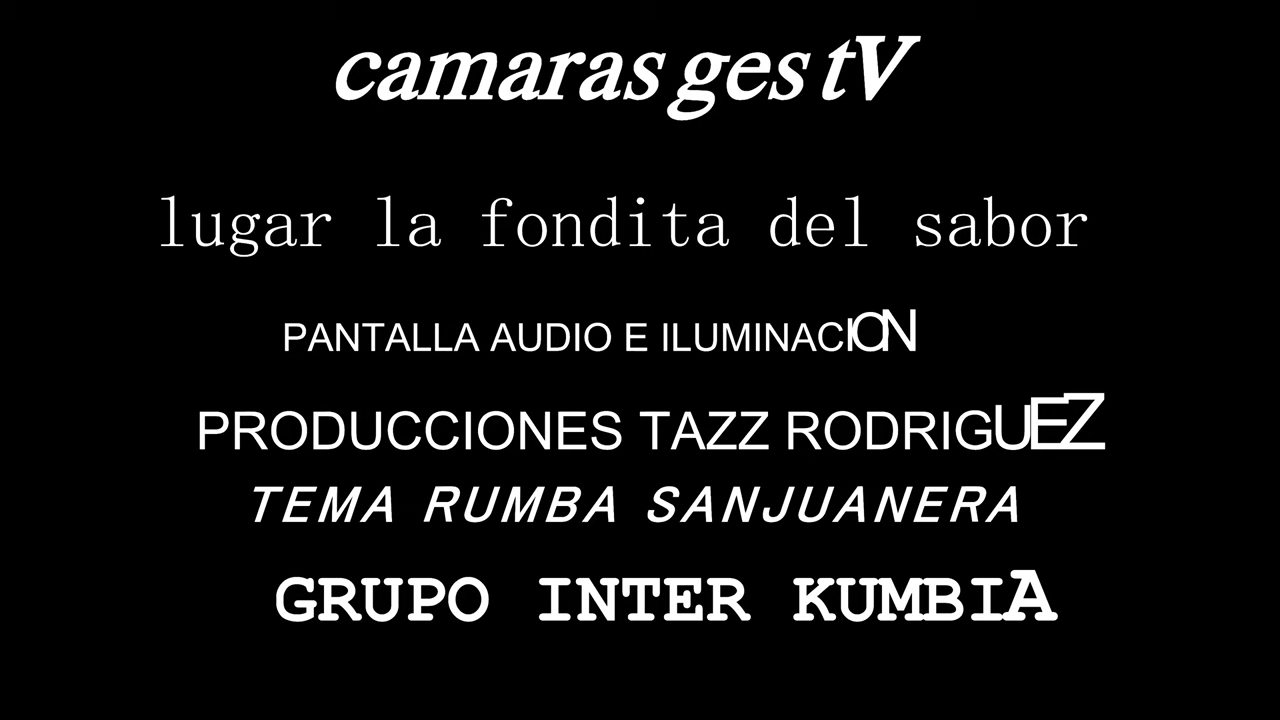 camaras ges tV
lugar la fondita del sabor
PANTALLA AUDIO E ILUMINACION
PRODUCCIONES TAZZ RODRIGUEZ
TEMA RUMBA SANJUANERA
GRUPO INTER KUMBIA